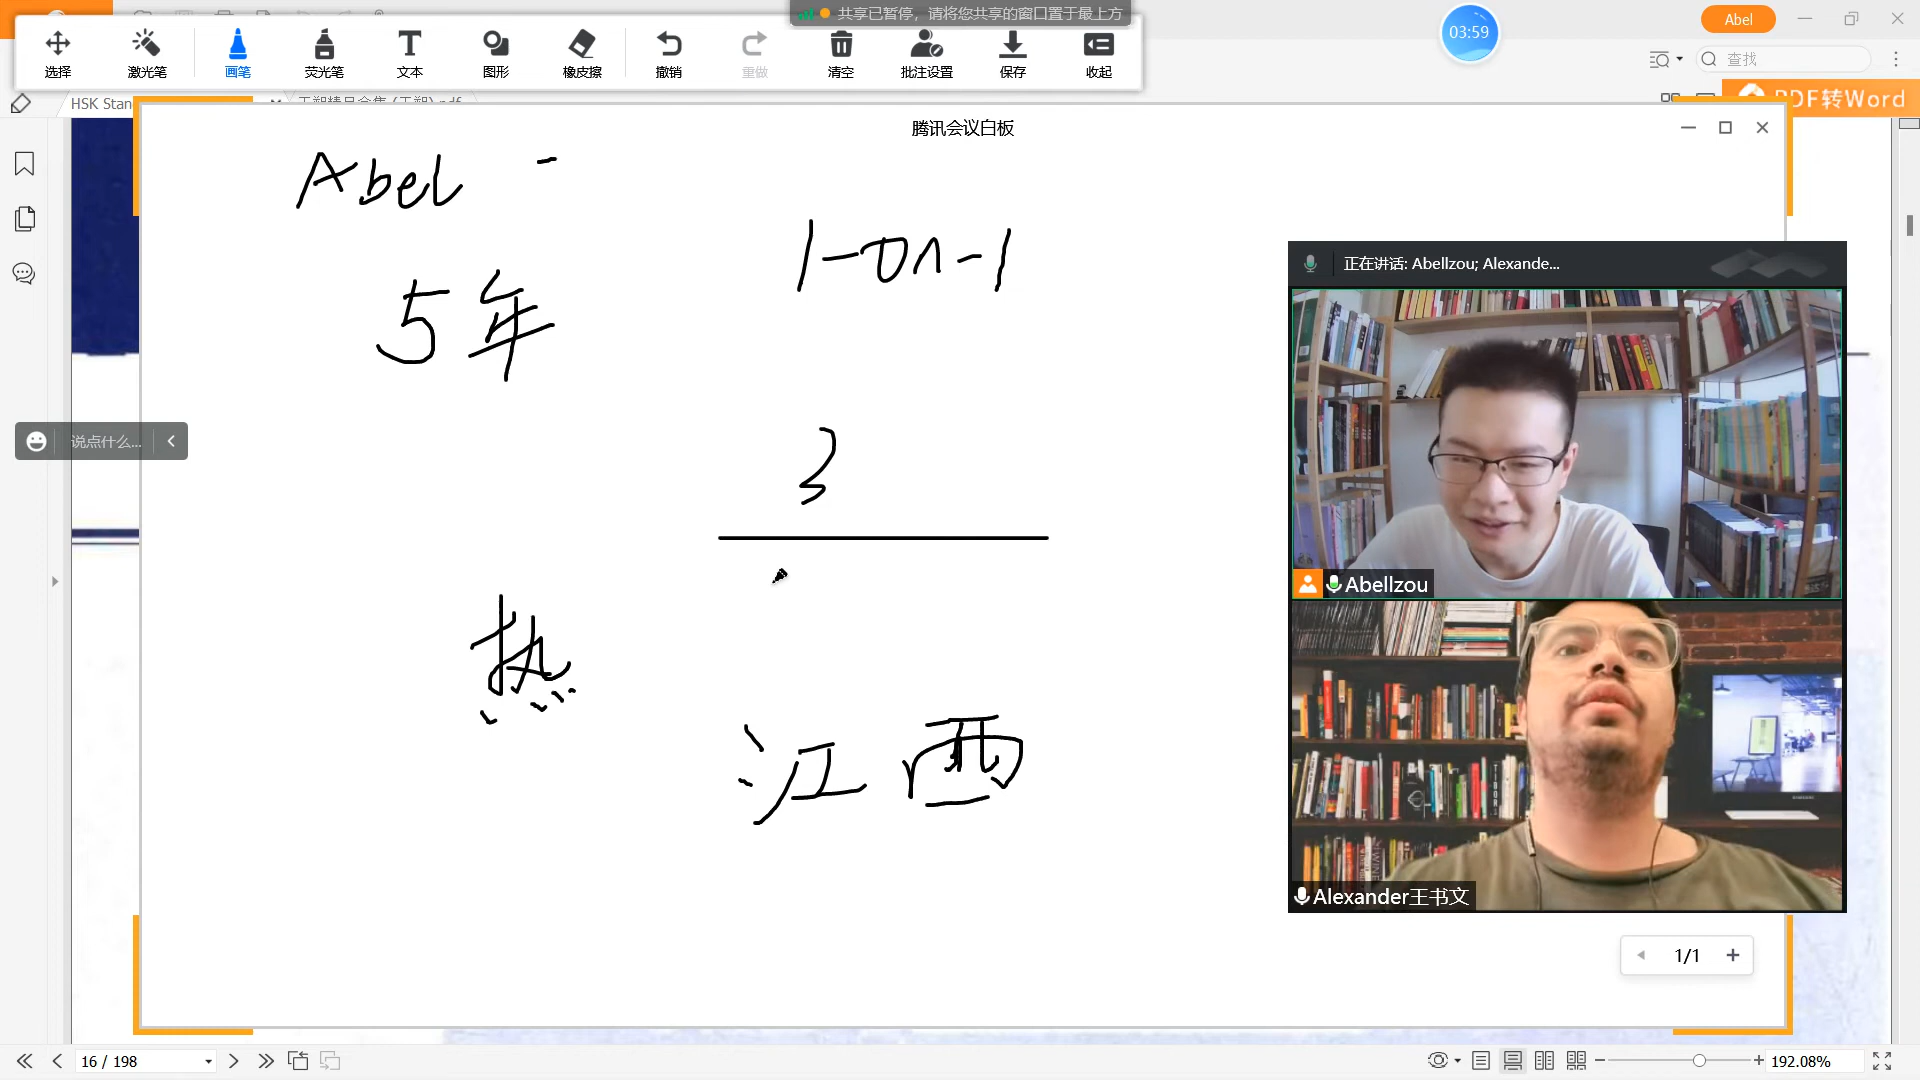 共享已暂停，请将您共享的窗口置于最上方
Abel
03:59
选择
激光笔
画笔
荧光笔
文本
图形
橡皮擦
撤销
重做
清空
批注设置
保存
收起
查找
HSK Stan
PDF转Word
腾讯会议白板
Abel -
1-on-1
5年
3
热
江西
说点什么...
正在讲话: Abellzou; Alexande...
Abellzou
Alexander王书文
1/1
16 / 198
192.08%